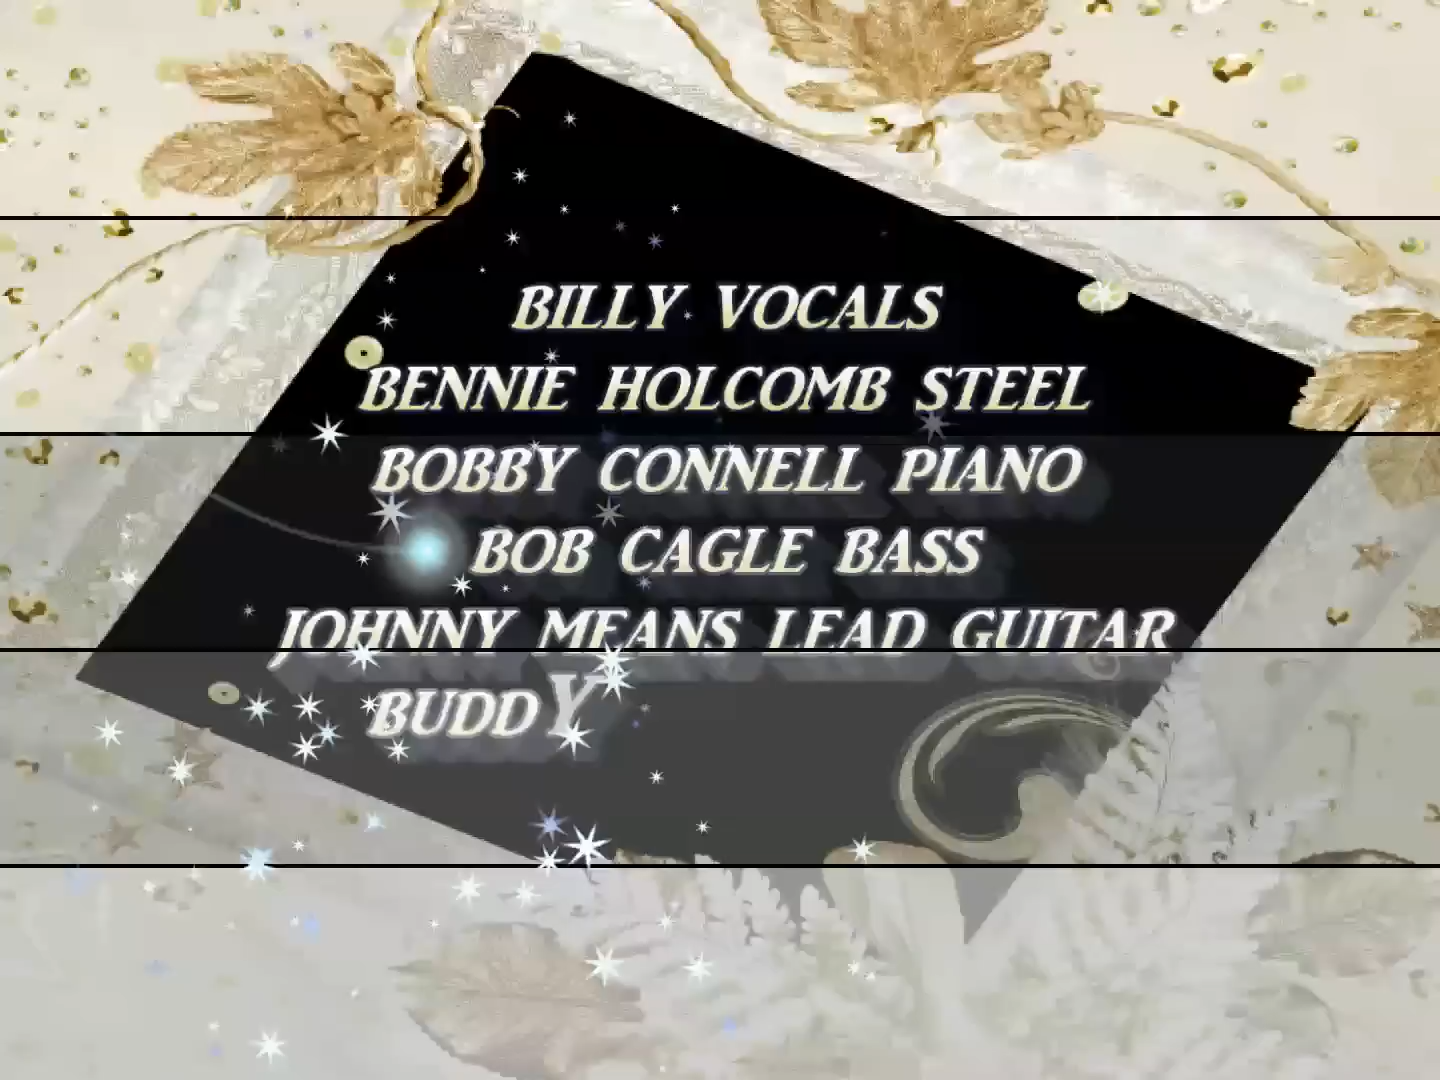 BILLY VOCALS
BENNIE HOLCOMB STEEL
BOBBY CONNELL PIANO
BOB CAGLE BASS
JOHNNY MEANS LEAD GUITAR
BUDDY